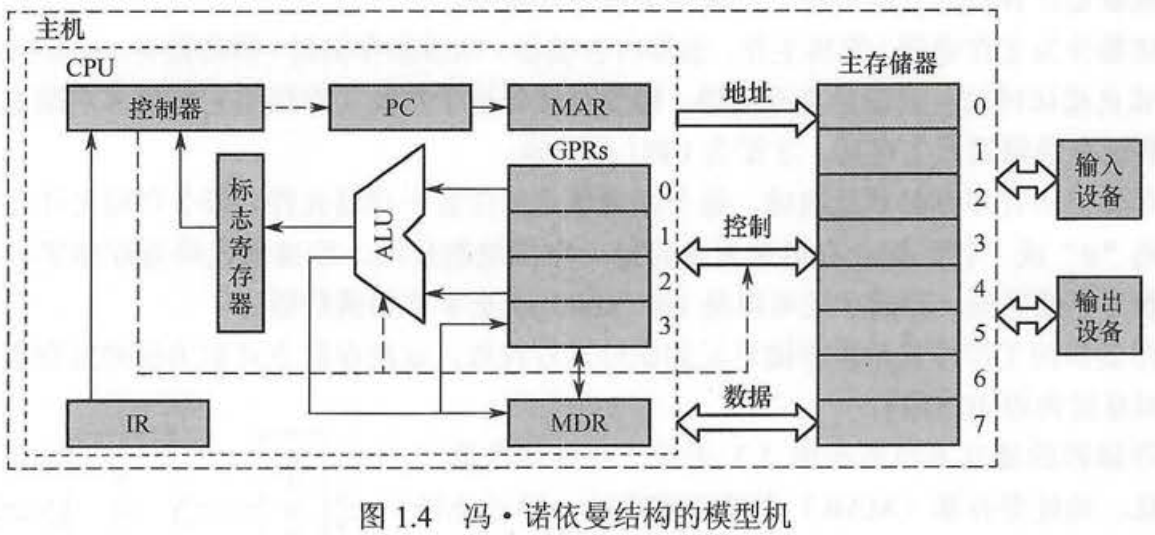 主机
CPU
控制器
PC
MAR
地址
主存储器
GPRs
标志寄存器
ALU
控制
IR
MDR
数据
0
1
2
3
0
2
3
4
5
6
7
输入设备
输出设备
图 1.4 冯·诺依曼结构的模型机